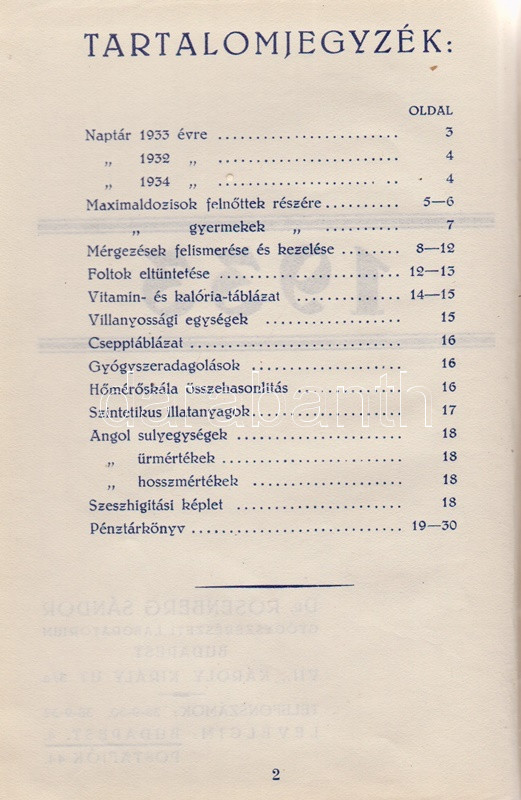 TARTALOMJEGYZÉK:
OLDAL
Naptár 1933 évre ........................ 3
„ 1932 „ ........................ 4
„ 1934 „ ........................ 4
Maximaldozisok felnőttek részére ........... 5—6
„ gyermekek „ .......... 7
Mérgezések felismerése és kezelése ........ 8—12
Foltok eltüntetése ........................ 12—13
Vitamin- és kalória-táblázat .............. 14—15
Villanyossági egységek .................. 15
Cseppláblázat ........................... 16
Gyógyszeradagolások .................... 16
Hőmérőskála összehasonlitás ............ 16
Szintetikus illatanyagok .................. 17
Angol sulyegységek ...................... 18
„ ürmértékek ...................... 18
„ hosszmértékek .................. 18
Szeszhigitási képlet ...................... 18
Pénztárkönyv ............................ 19—30
darabanth
2